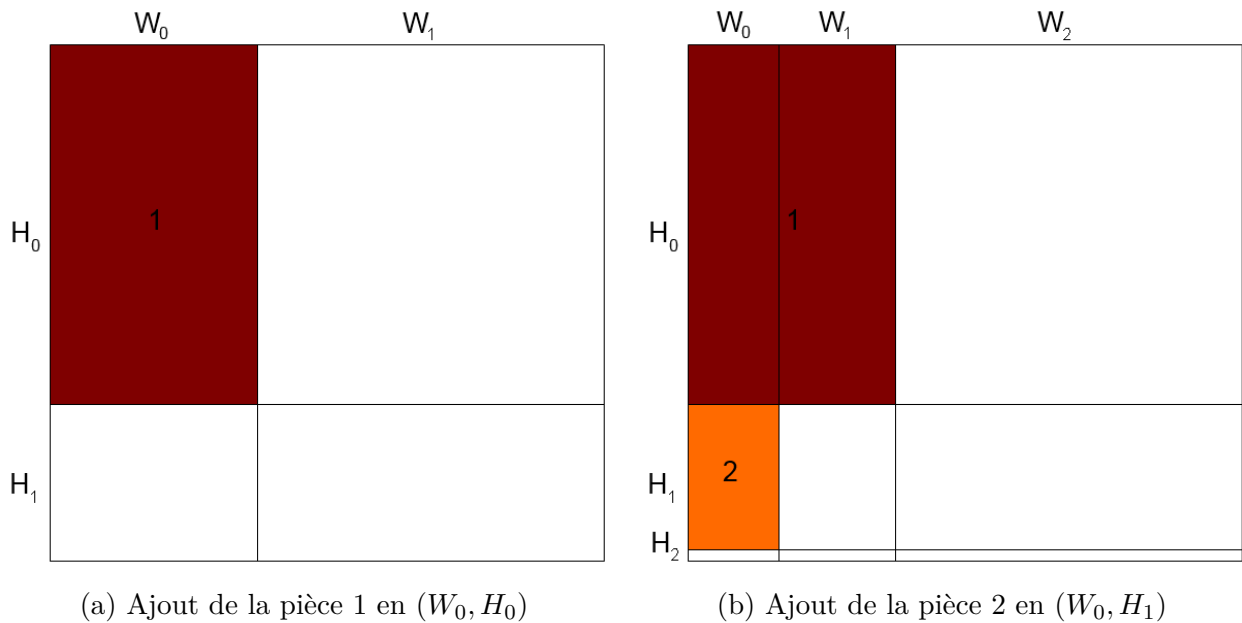 W₀ W₁
H₀
1
H₁
(a) Ajout de la pièce 1 en (W₀, H₀)
W₀ W₁ W₂
H₀
1
H₁
2
H₂
(b) Ajout de la pièce 2 en (W₀, H₁)